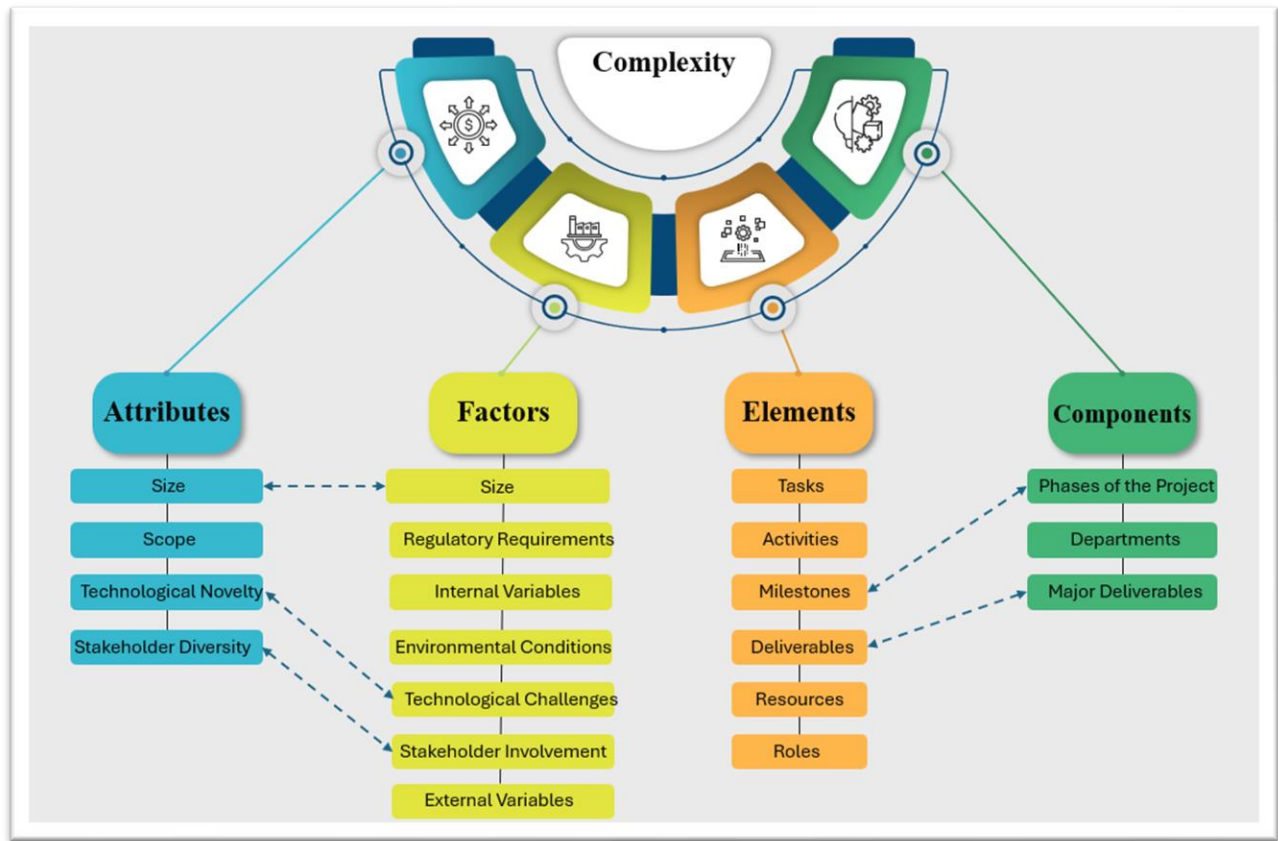 Complexity
Attributes
Size
Scope
Technological Novelty
Stakeholder Diversity
Factors
Size
Regulatory Requirements
Internal Variables
Environmental Conditions
Technological Challenges
Stakeholder Involvement
External Variables
Elements
Tasks
Activities
Milestones
Deliverables
Resources
Roles
Components
Phases of the Project
Departments
Major Deliverables